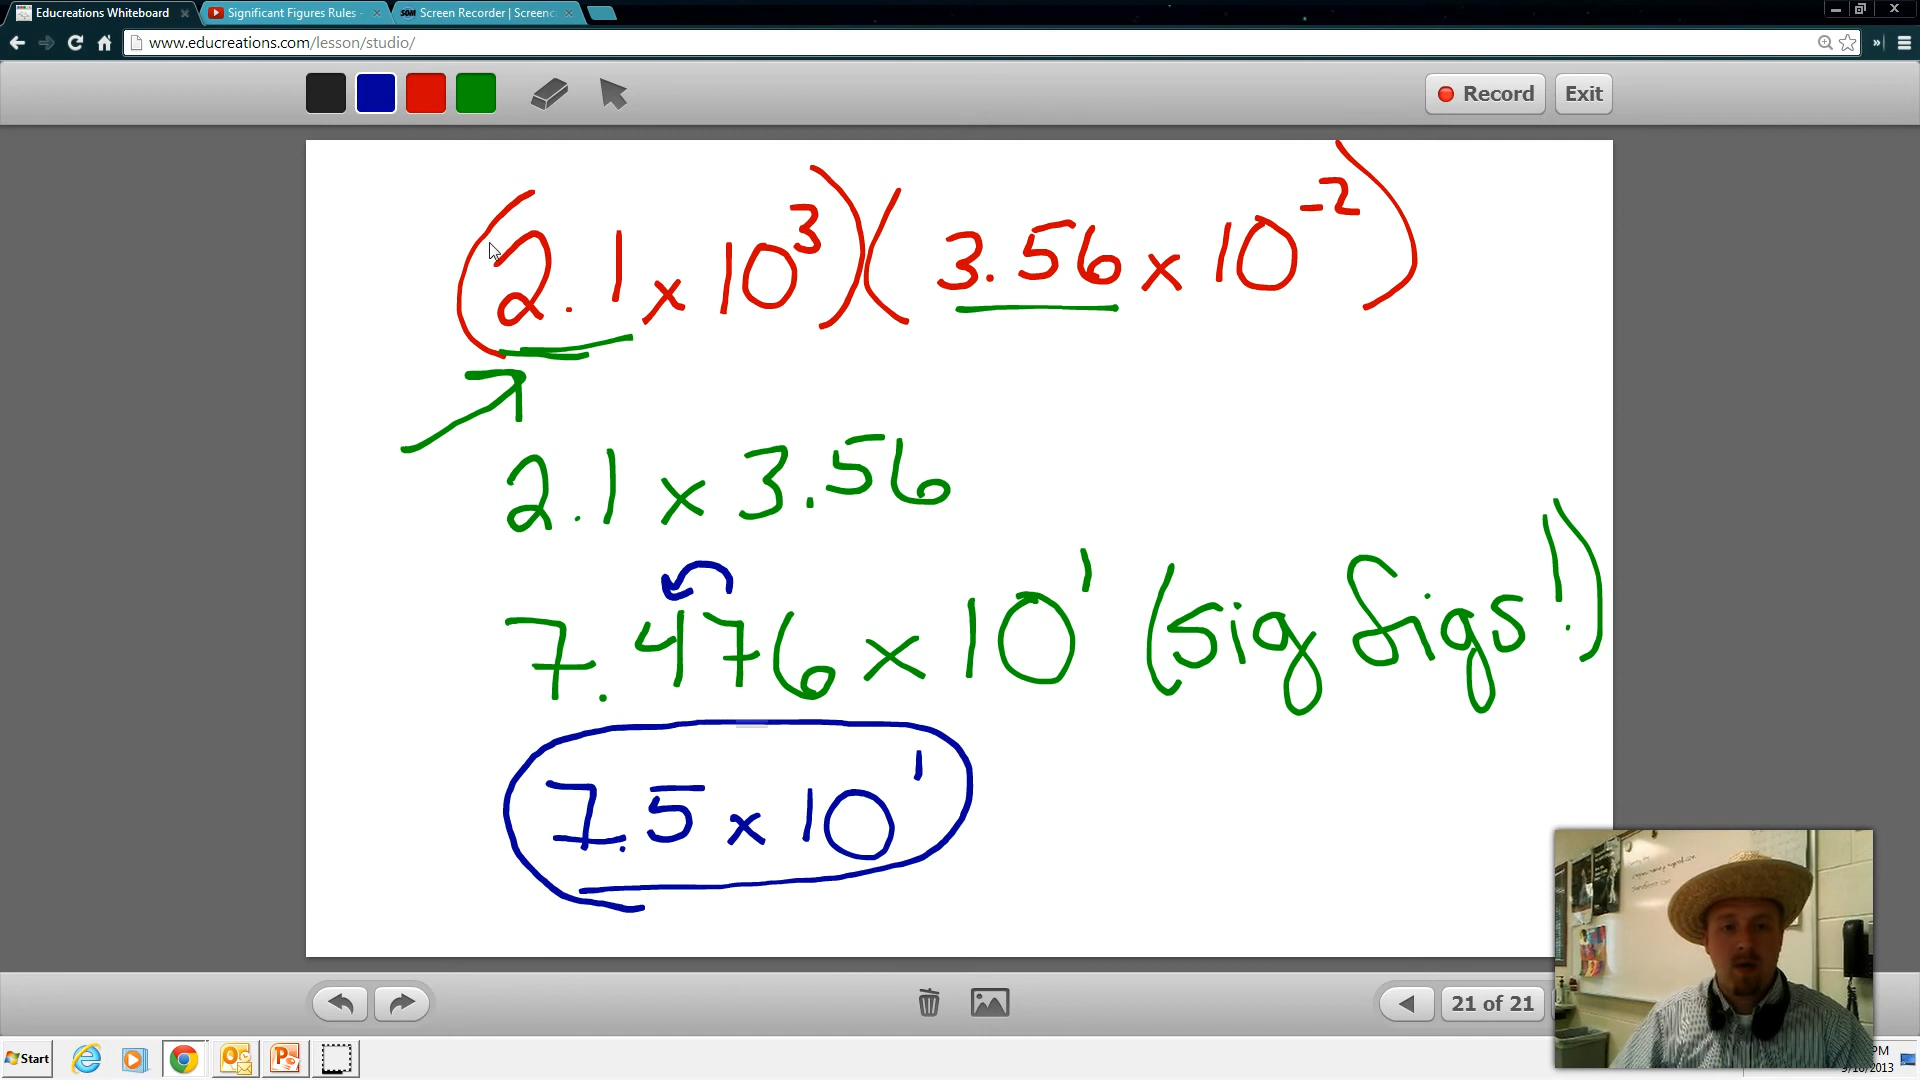 Educreations Whiteboard
Significant Figures Rules -
Screen Recorder | Screenc
www.educreations.com/lesson/studio/
Record
Exit
(2.1 x 10³)(3.56 x 10⁻²)
2.1 x 3.56
7.476 x 10¹ (sig figs!)
7.5 x 10¹
21 of 21
Start
PM